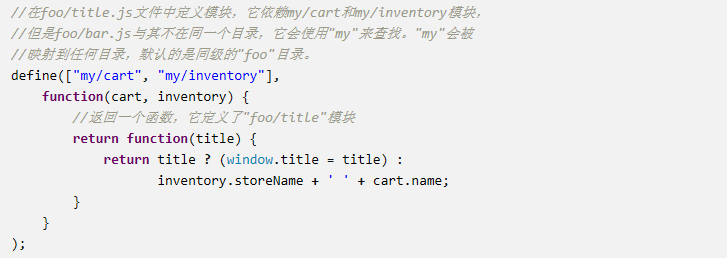 //在foo/title.js文件中定义模块，它依赖my/cart和my/inventory模块，
//但是foo/bar.js与其不在同一个目录，它会使用"my"来查找。"my"会被
//映射到任何目录，默认的是同级的"foo"目录。
define(["my/cart", "my/inventory"],
    function(cart, inventory) {
        //返回一个函数，它定义了"foo/title"模块
        return function(title) {
            return title ? (window.title = title) :
                   inventory.storeName + ' ' + cart.name;
        }
    }
);